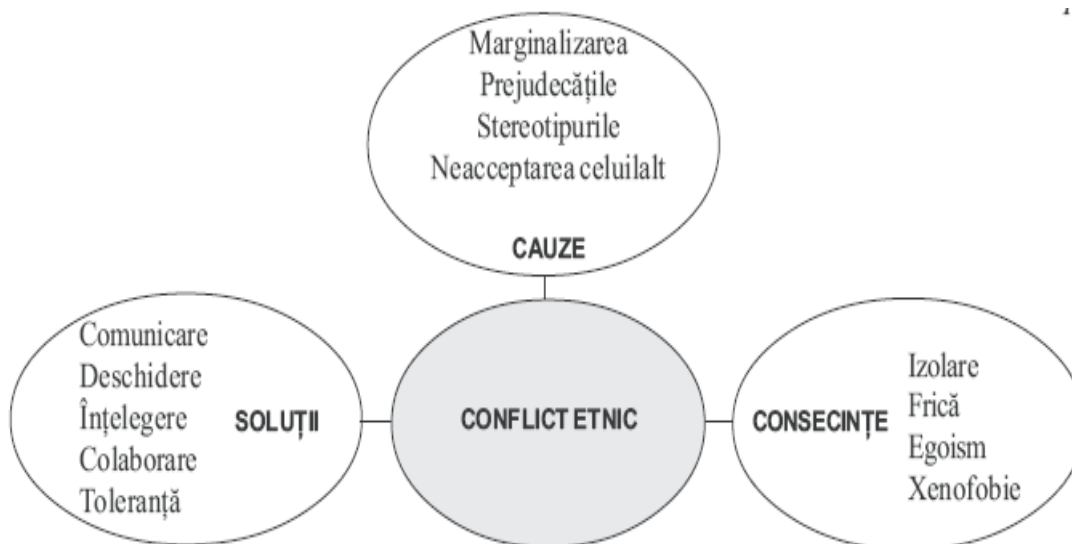 Marginalizarea
Prejudecățile
Stereotipurile
Neacceptarea celuilalt
CAUZE
Comunicare
Deschidere
Înțelegere
Colaborare
Toleranță
SOLUȚII
CONFLICT ETNIC
CONSECINȚE
Izolare
Frică
Egoism
Xenofobie